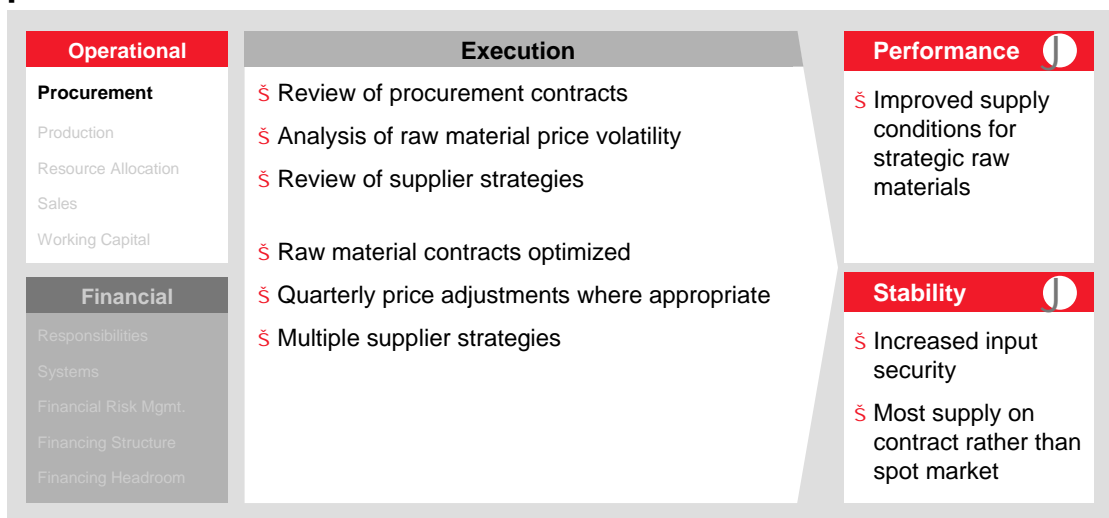 Operational
Procurement
Production
Resource Allocation
Sales
Working Capital
Financial
Responsibilities
Systems
Financial Risk Mgmt.
Financing Structure
Financing Headroom
Execution
š Review of procurement contracts
š Analysis of raw material price volatility
š Review of supplier strategies
š Raw material contracts optimized
š Quarterly price adjustments where appropriate
š Multiple supplier strategies
Performance J
š Improved supply
conditions for
strategic raw
materials
Stability J
š Increased input
security
š Most supply on
contract rather than
spot market